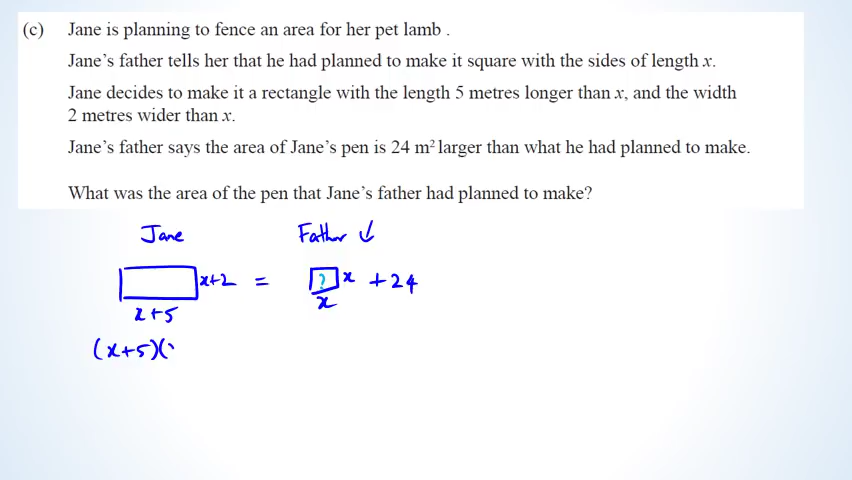 (c) Jane is planning to fence an area for her pet lamb .
Jane's father tells her that he had planned to make it square with the sides of length x.
Jane decides to make it a rectangle with the length 5 metres longer than x, and the width
2 metres wider than x.
Jane's father says the area of Jane's pen is 24 m² larger than what he had planned to make.
What was the area of the pen that Jane's father had planned to make?
Jane Father ↓
x+2 = ? x +24
x+5 x
(x+5)(